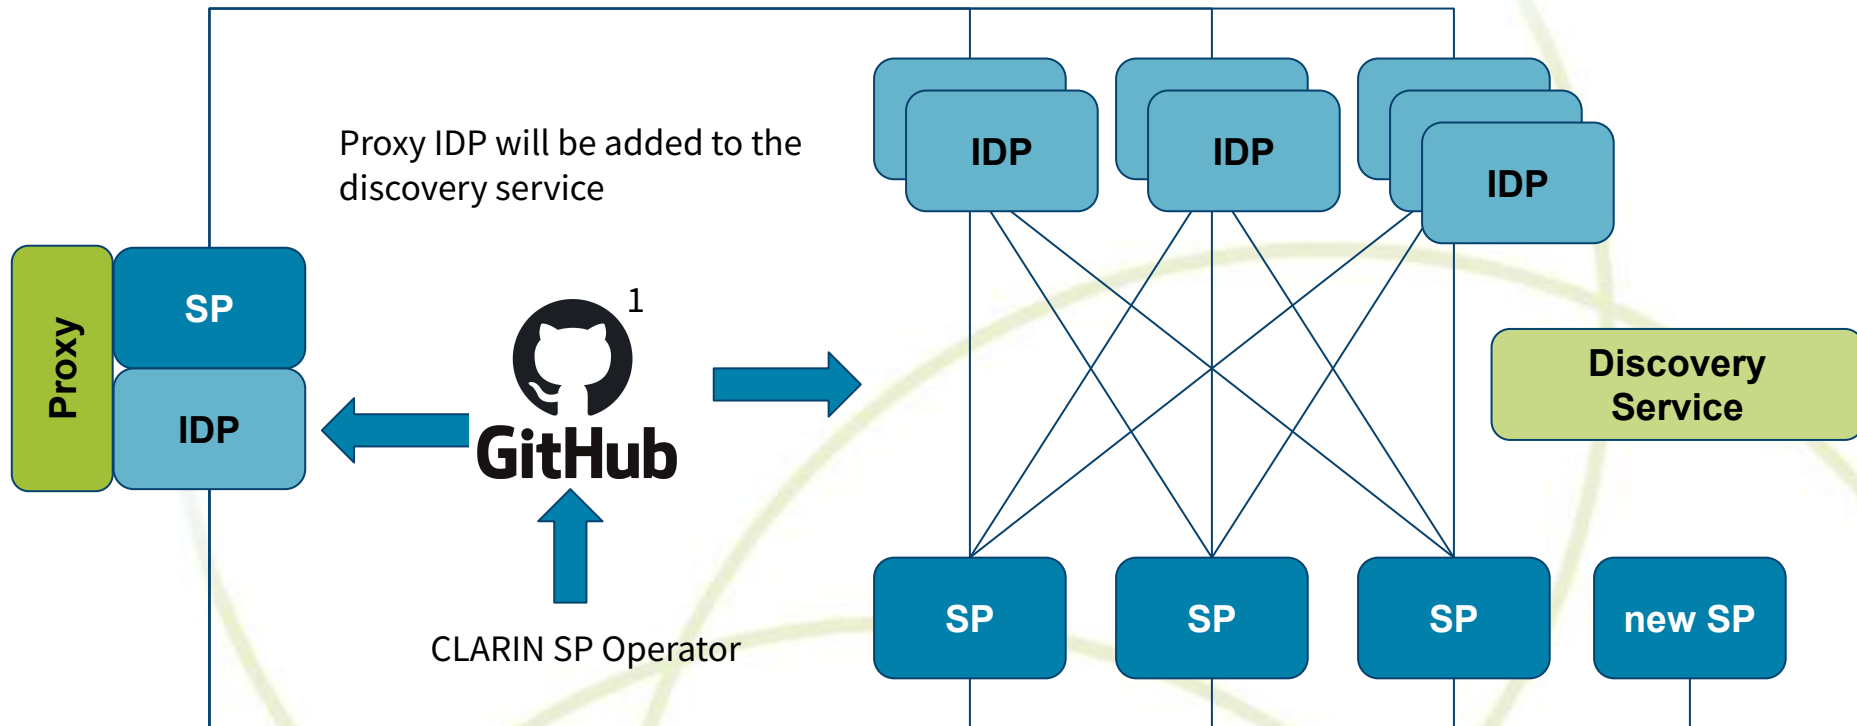 Proxy IDP will be added to the
discovery service
IDP
IDP
IDP
Proxy
SP
IDP
1
GitHub
Discovery
Service
CLARIN SP Operator
SP
SP
SP
new SP